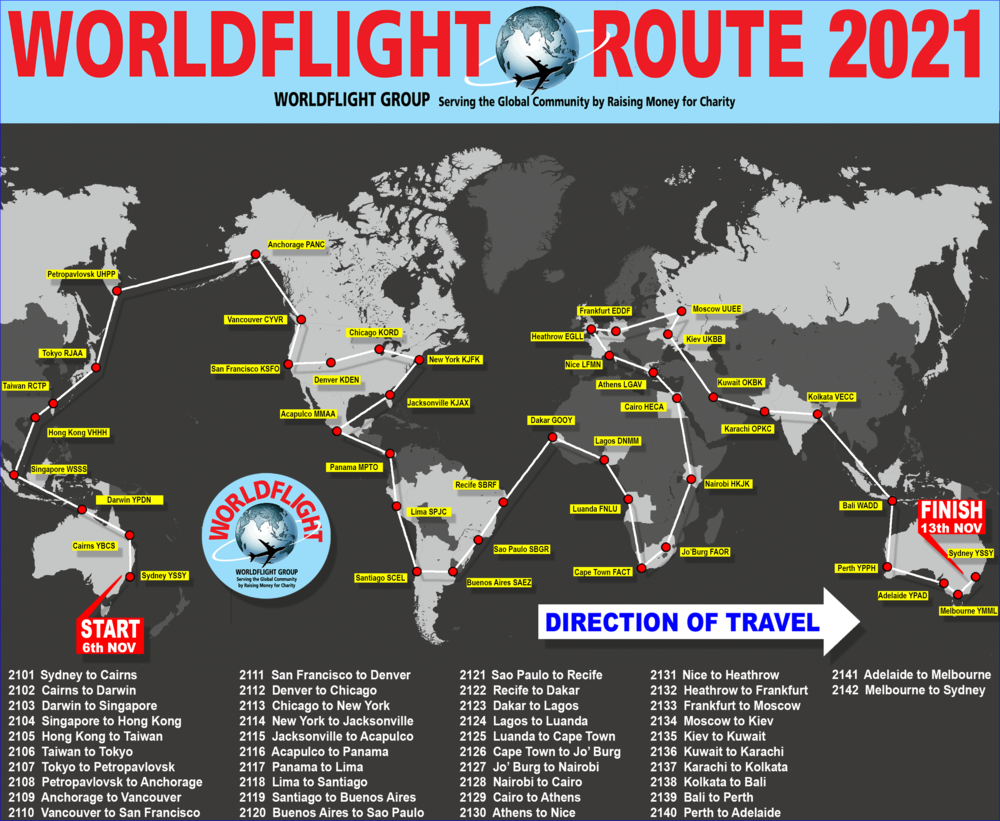 WORLDFLIGHT ROUTE 2021
WORLDFLIGHT GROUP Serving the Global Community by Raising Money for Charity
Anchorage PANC
Petropavlovsk UHPP
Vancouver CYVR
Chicago KORD
Tokyo RJAA
San Francisco KSFO
New York KJFK
Denver KDEN
Taiwan RCTP
Jacksonville KJAX
Acapulco MMAA
Hong Kong VHHH
Panama MPTO
Singapore WSSS
Darwin YPDN
Cairns YBCS
Sydney YSSY
START
6th NOV
WORLDFLIGHT
WORLDFLIGHT GROUP
Serving the Global Community
by Raising Money for Charity
Lima SPJC
Recife SBRF
Sao Paulo SBGR
Santiago SCEL
Buenos Aires SAEZ
Frankfurt EDDF
Moscow UUEE
Heathrow EGLL
Kiev UKBB
Nice LFMN
Athens LGAV
Kuwait OKBK
Cairo HECA
Kolkata VECC
Karachi OPKC
Dakar GOOY
Lagos DNMM
Nairobi HKJK
Luanda FNLU
Jo'Burg FAOR
Cape Town FACT
Bali WADD
FINISH
13th NOV
Sydney YSSY
Perth YPPH
Adelaide YPAD
Melbourne YMML
DIRECTION OF TRAVEL
2101 Sydney to Cairns
2102 Cairns to Darwin
2103 Darwin to Singapore
2104 Singapore to Hong Kong
2105 Hong Kong to Taiwan
2106 Taiwan to Tokyo
2107 Tokyo to Petropavlovsk
2108 Petropavlovsk to Anchorage
2109 Anchorage to Vancouver
2110 Vancouver to San Francisco
2111 San Francisco to Denver
2112 Denver to Chicago
2113 Chicago to New York
2114 New York to Jacksonville
2115 Jacksonville to Acapulco
2116 Acapulco to Panama
2117 Panama to Lima
2118 Lima to Santiago
2119 Santiago to Buenos Aires
2120 Buenos Aires to Sao Paulo
2121 Sao Paulo to Recife
2122 Recife to Dakar
2123 Dakar to Lagos
2124 Lagos to Luanda
2125 Luanda to Cape Town
2126 Cape Town to Jo' Burg
2127 Jo' Burg to Nairobi
2128 Nairobi to Cairo
2129 Cairo to Athens
2130 Athens to Nice
2131 Nice to Heathrow
2132 Heathrow to Frankfurt
2133 Frankfurt to Moscow
2134 Moscow to Kiev
2135 Kiev to Kuwait
2136 Kuwait to Karachi
2137 Karachi to Kolkata
2138 Kolkata to Bali
2139 Bali to Perth
2140 Perth to Adelaide
2141 Adelaide to Melbourne
2142 Melbourne to Sydney